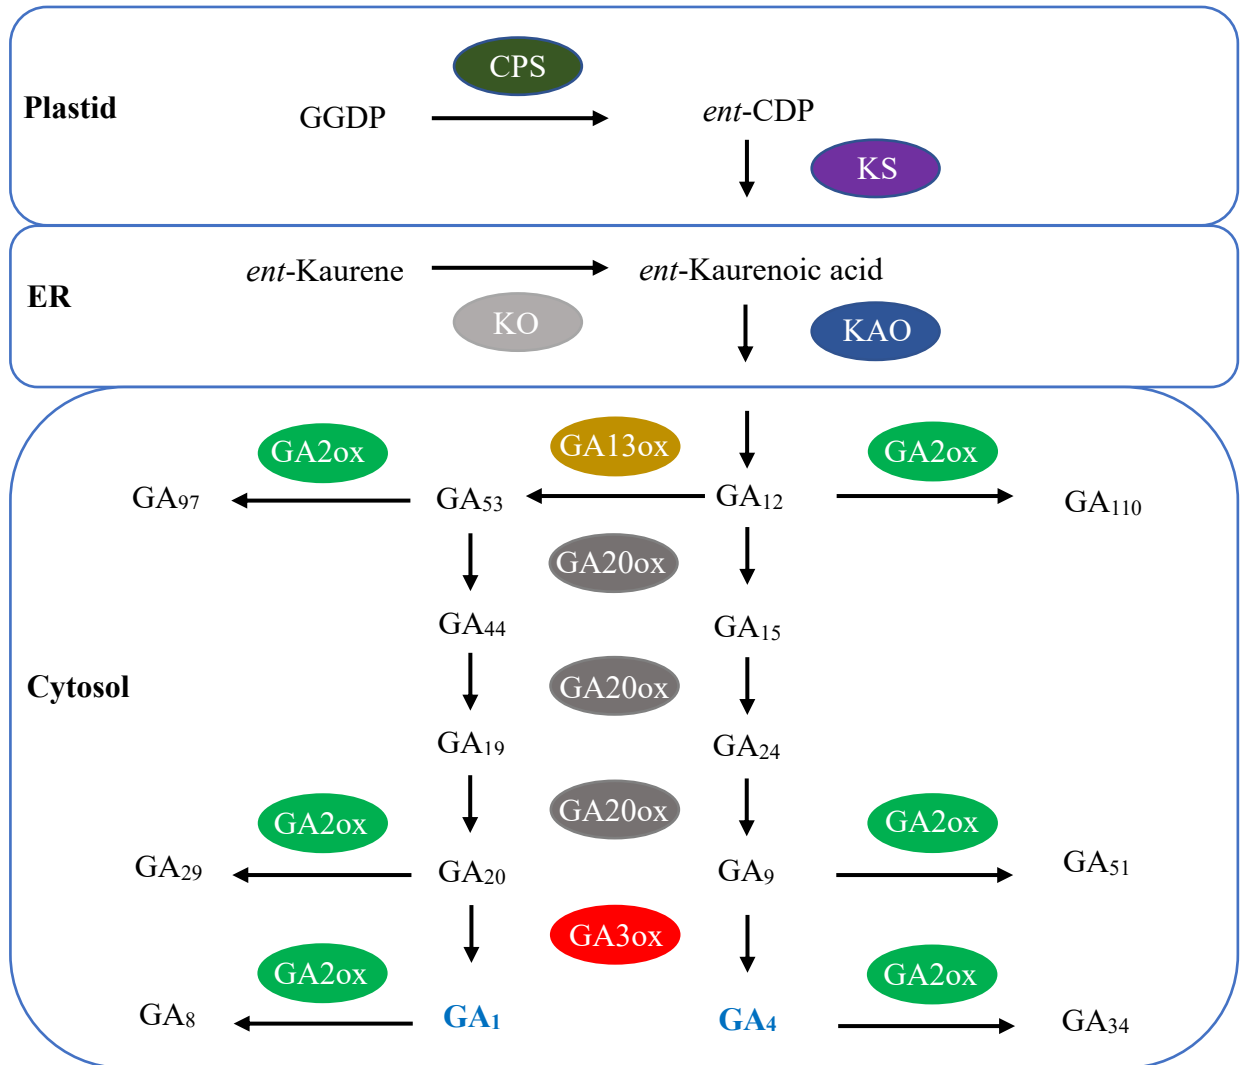 CPS
Plastid
GGDP
ent-CDP
KS
ent-Kaurene
ent-Kaurenoic acid
ER
KO
KAO
GA2ox
GA13ox
GA2ox
GA97
GA53
GA12
GA110
GA20ox
GA44
GA15
Cytosol
GA20ox
GA19
GA24
GA2ox
GA20ox
GA2ox
GA29
GA20
GA9
GA51
GA3ox
GA2ox
GA2ox
GA8
GA1
GA4
GA34